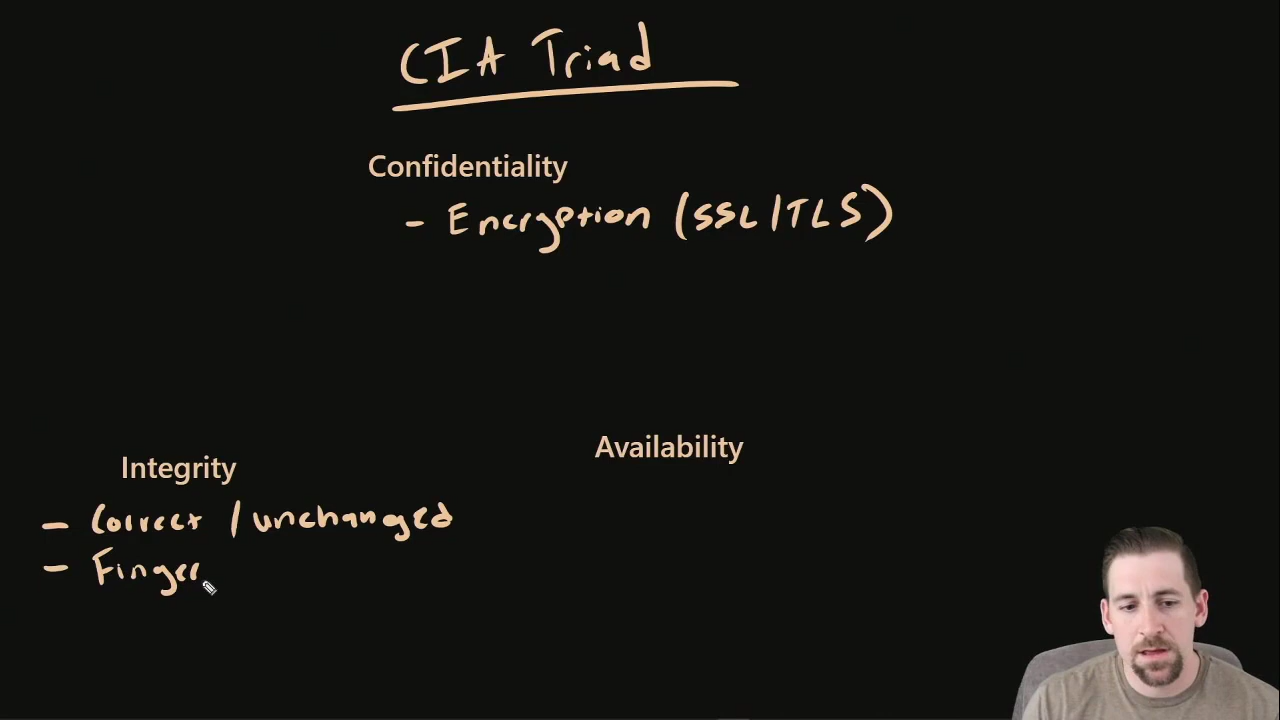 CIA Triad
Confidentiality
- Encryption (SSL/TLS)
Integrity
- Correct / unchanged
- Finger
Availability